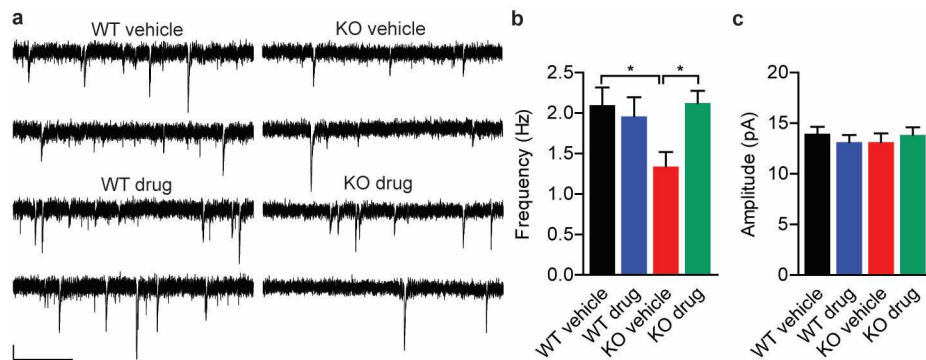 a
WT vehicle
KO vehicle
WT drug
KO drug
b
* *
Frequency (Hz)
2.5
2.0
1.5
1.0
0.5
0.0
WT vehicle
WT drug
KO vehicle
KO drug
c
Amplitude (pA)
20
15
10
5
0
WT vehicle
WT drug
KO vehicle
KO drug